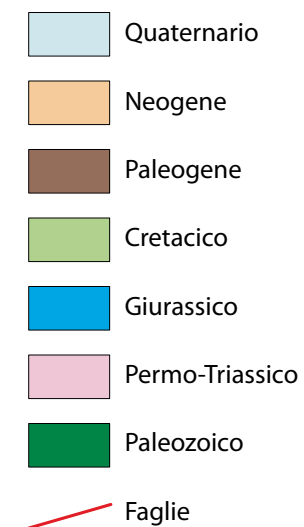 Quaternario
Neogene
Paleogene
Cretacico
Giurassico
Permo-Triassico
Paleozoico
Faglie